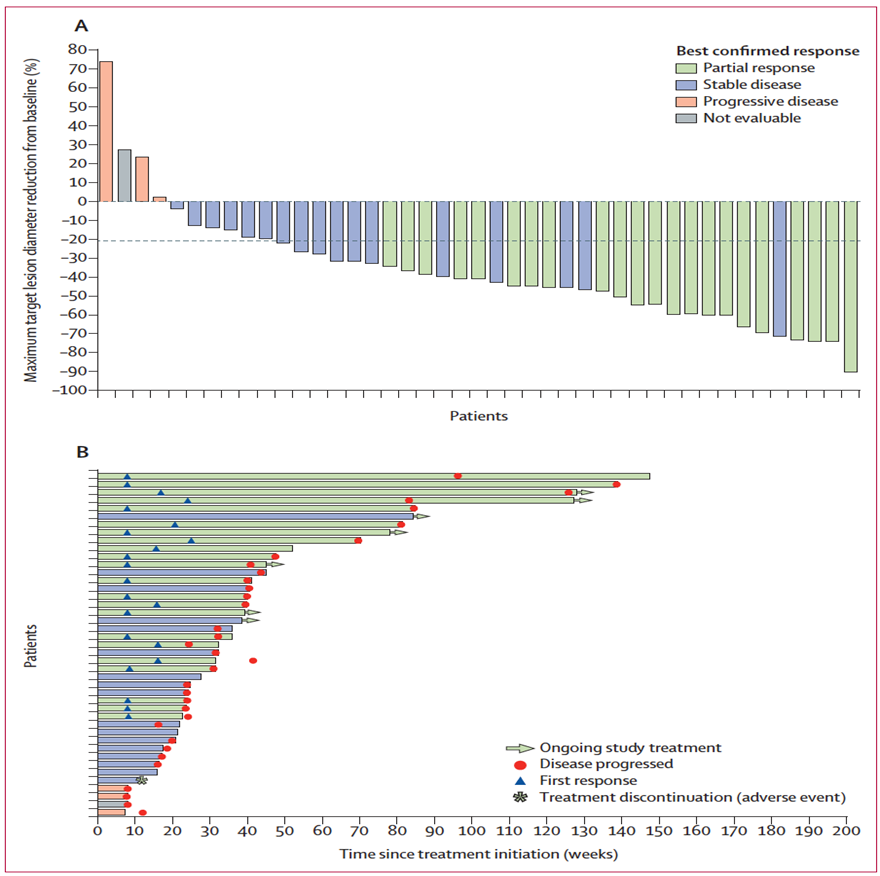 A
Maximum target lesion diameter reduction from baseline (%)
80
70
60
50
40
30
20
10
0
–10
–20
–30
–40
–50
–60
–70
–80
–90
–100
Best confirmed response
Partial response
Stable disease
Progressive disease
Not evaluable
Patients
B
Patients
Ongoing study treatment
Disease progressed
First response
Treatment discontinuation (adverse event)
0 10 20 30 40 50 60 70 80 90 100 110 120 130 140 150 160 170 180 190 200
Time since treatment initiation (weeks)